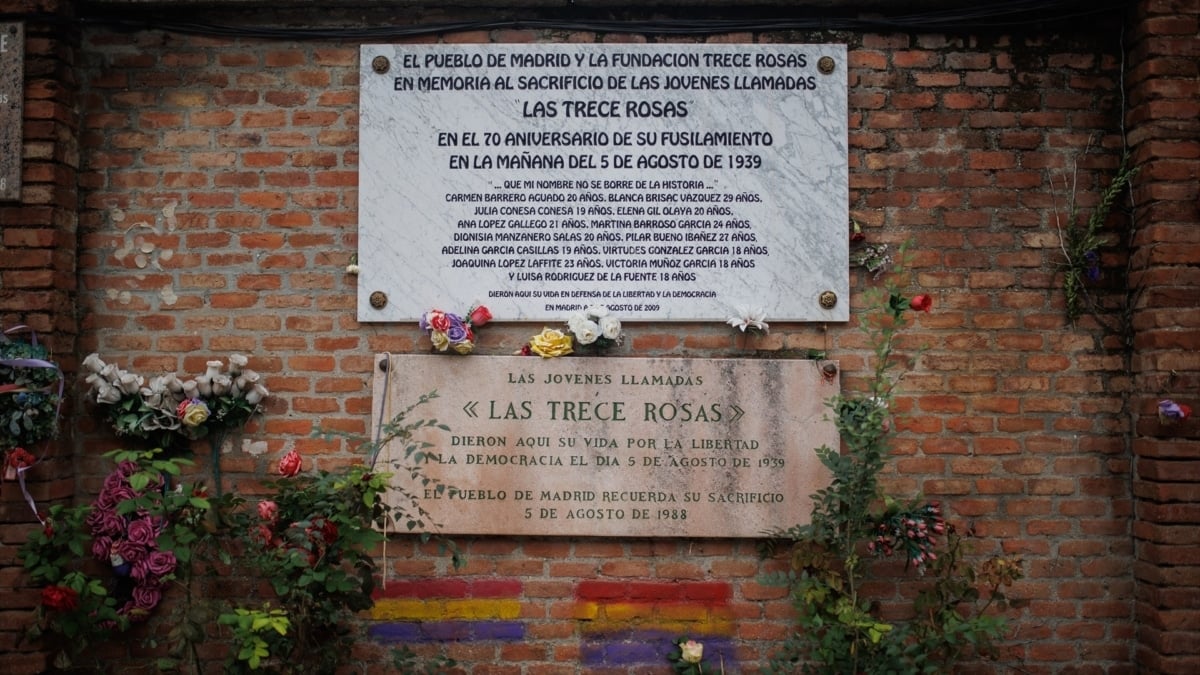 EL PUEBLO DE MADRID Y LA FUNDACION TRECE ROSAS
EN MEMORIA AL SACRIFICIO DE LAS JOVENES LLAMADAS
"LAS TRECE ROSAS"
EN EL 70 ANIVERSARIO DE SU FUSILAMIENTO
EN LA MAÑANA DEL 5 DE AGOSTO DE 1939
"... QUE MI NOMBRE NO SE BORRE DE LA HISTORIA ..."
CARMEN BARRERO AGUADO 20 AÑOS. BLANCA BRISAC VAZQUEZ 29 AÑOS.
JULIA CONESA CONESA 19 AÑOS. ELENA GIL OLAYA 20 AÑOS.
ANA LOPEZ GALLEGO 21 AÑOS. MARTINA BARROSO GARCIA 24 AÑOS.
DIONISIA MANZANERO SALAS 20 AÑOS. PILAR BUENO IBAÑEZ 27 AÑOS.
ADELINA GARCIA CASILLAS 19 AÑOS. VIRTUDES GONZALEZ GARCIA 18 AÑOS.
JOAQUINA LOPEZ LAFFITE 23 AÑOS. VICTORIA MUÑOZ GARCIA 18 AÑOS
Y LUISA RODRIGUEZ DE LA FUENTE 18 AÑOS
DIERON AQUI SU VIDA EN DEFENSA DE LA LIBERTAD Y LA DEMOCRACIA
EN MADRID A DE AGOSTO DE 2009
LAS JOVENES LLAMADAS
«LAS TRECE ROSAS»
DIERON AQUI SU VIDA POR LA LIBERTAD
Y LA DEMOCRACIA EL DIA 5 DE AGOSTO DE 1939
EL PUEBLO DE MADRID RECUERDA SU SACRIFICIO
5 DE AGOSTO DE 1988